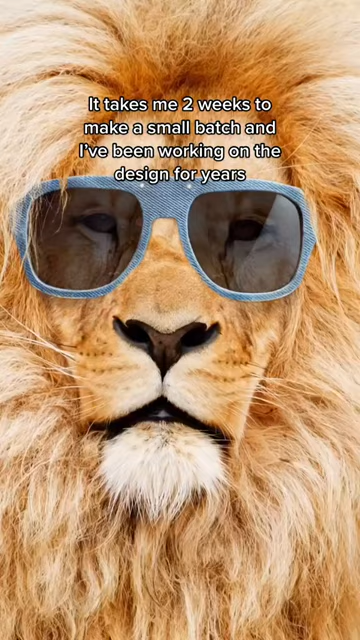 It takes me 2 weeks to
make a small batch and
I've been working on the
design for years